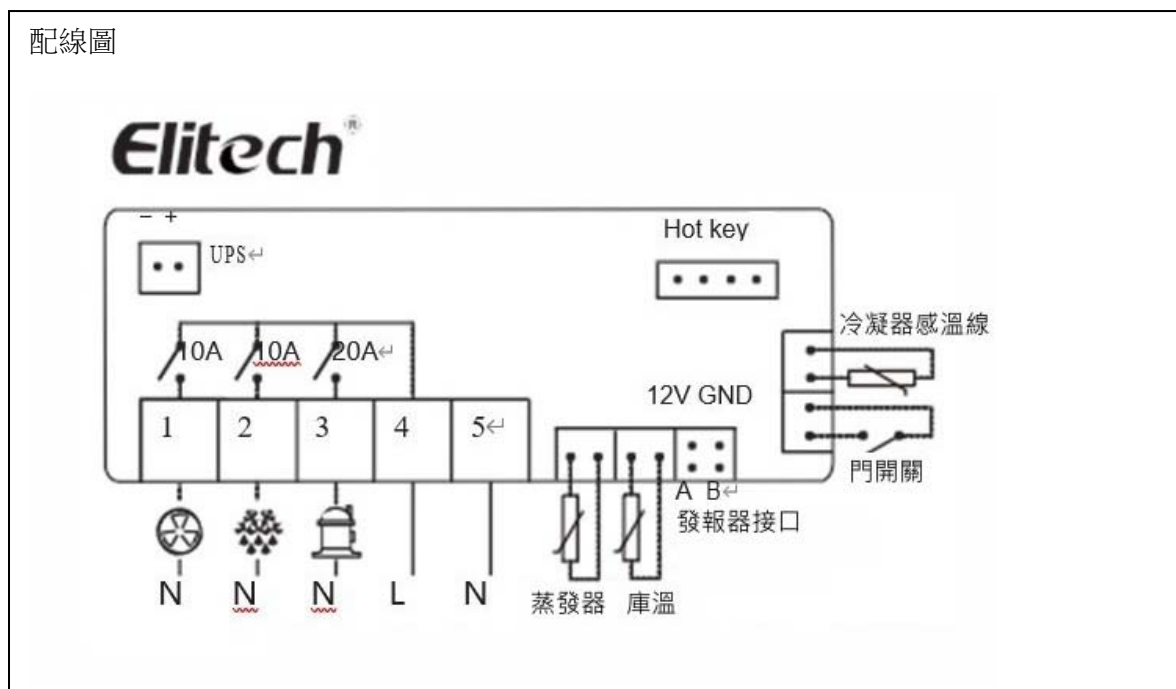 配線圖
Elitech®
－ ＋
UPS↵
Hot key
冷凝器感溫線
10A 10A 20A↵
12V GND
1 2 3 4 5↵
門開關
A B↵
發報器接口
N N N L N
蒸發器 庫溫